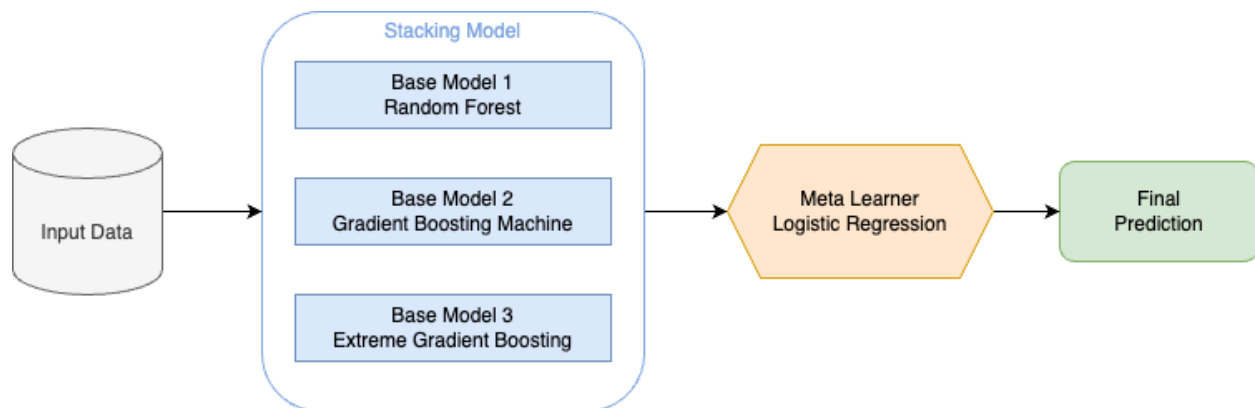 Stacking Model
Base Model 1
Random Forest
Input Data
Base Model 2
Gradient Boosting Machine
Base Model 3
Extreme Gradient Boosting
Meta Learner
Logistic Regression
Final
Prediction